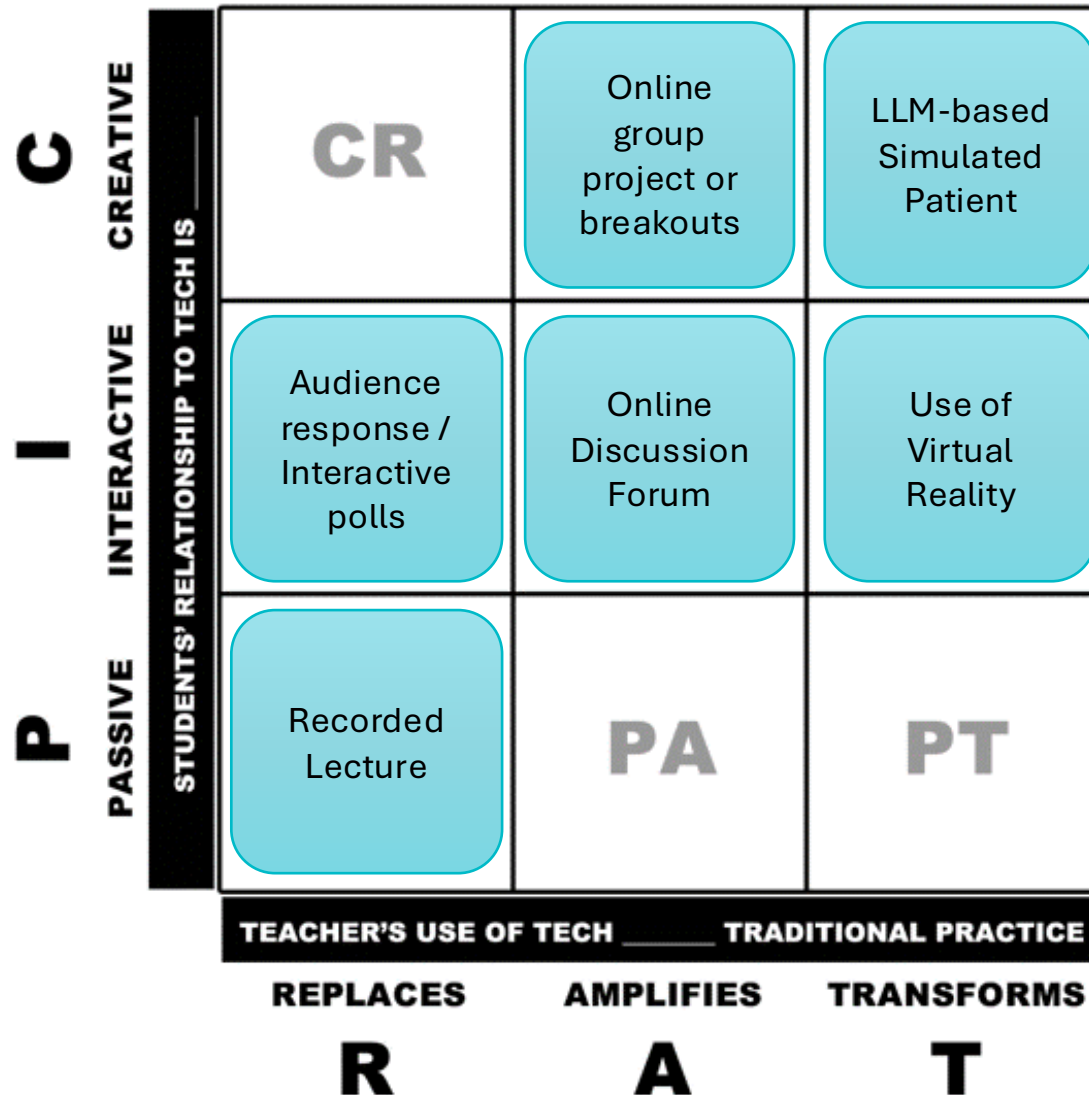 C
CREATIVE
STUDENTS' RELATIONSHIP TO TECH IS ______
CR
Online
group
project or
breakouts
LLM-based
Simulated
Patient
I
INTERACTIVE
Audience
response /
Interactive
polls
Online
Discussion
Forum
Use of
Virtual
Reality
P
PASSIVE
Recorded
Lecture
PA
PT
TEACHER'S USE OF TECH ______ TRADITIONAL PRACTICE
REPLACES
AMPLIFIES
TRANSFORMS
R
A
T